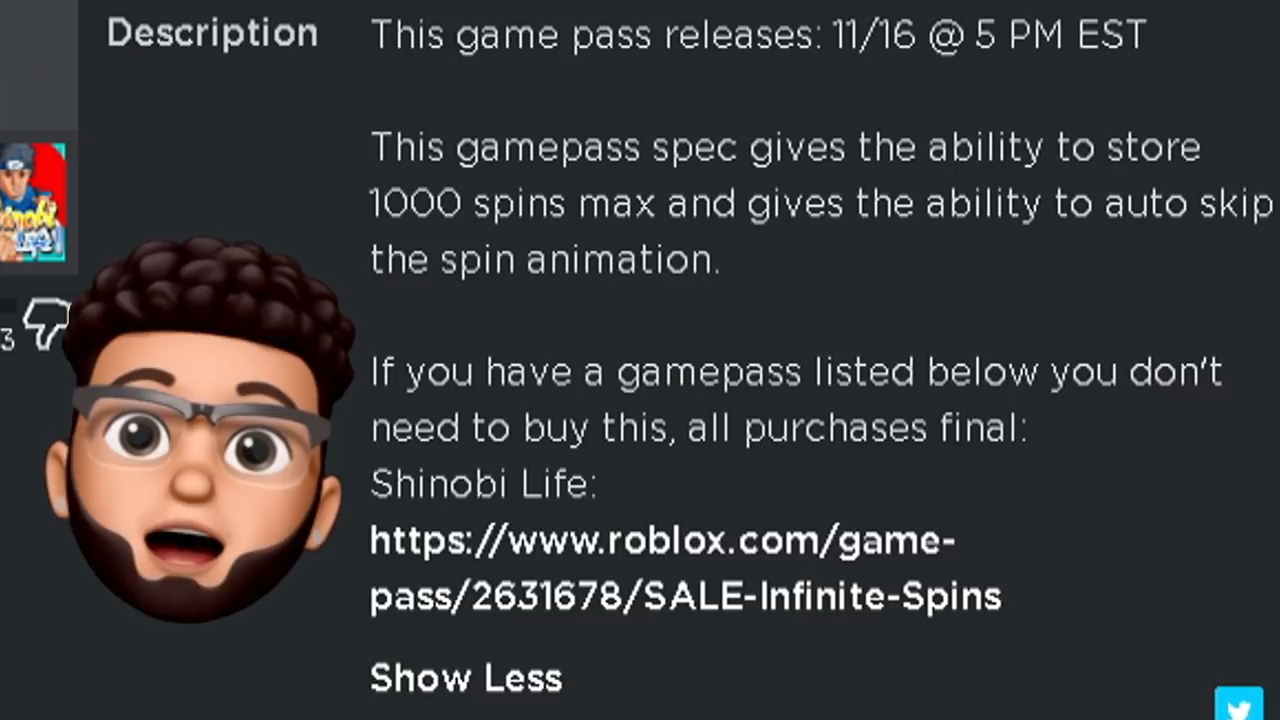 Description
This game pass releases: 11/16 @ 5 PM EST
This gamepass spec gives the ability to store
1000 spins max and gives the ability to auto skip
the spin animation.
3
If you have a gamepass listed below you don't
need to buy this, all purchases final:
Shinobi Life:
https://www.roblox.com/game-
pass/2631678/SALE-Infinite-Spins
Show Less